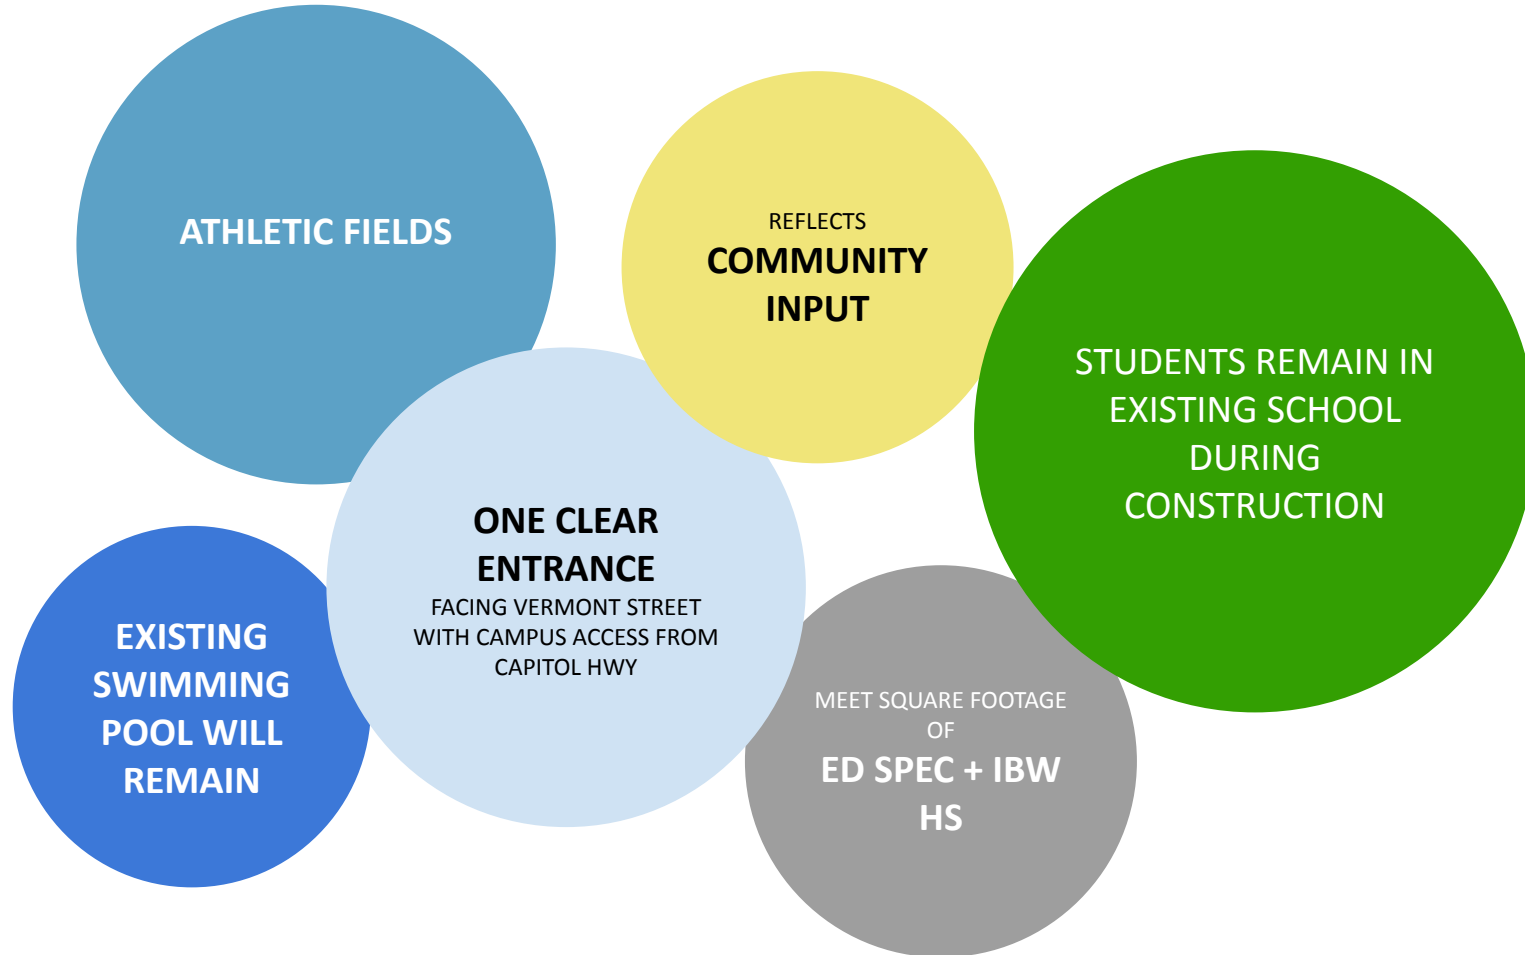 ATHLETIC FIELDS
REFLECTS
COMMUNITY
INPUT
STUDENTS REMAIN IN
EXISTING SCHOOL
DURING
CONSTRUCTION
ONE CLEAR
ENTRANCE
FACING VERMONT STREET
WITH CAMPUS ACCESS FROM
CAPITOL HWY
EXISTING
SWIMMING
POOL WILL
REMAIN
MEET SQUARE FOOTAGE
OF
ED SPEC + IBW
HS